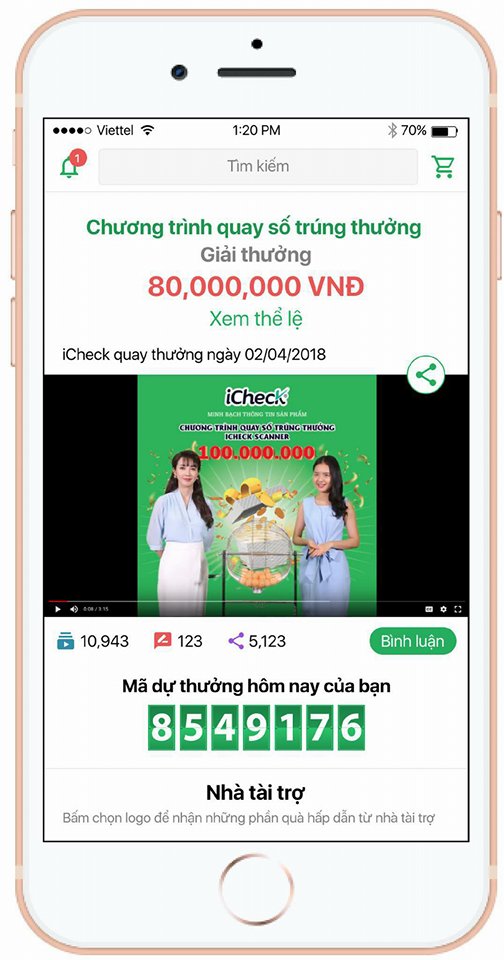 Viettel
1:20 PM
70%
1
Tìm kiếm
Chương trình quay số trúng thưởng
Giải thưởng
80,000,000 VNĐ
Xem thể lệ
iCheck quay thưởng ngày 02/04/2018
iCheck
MINH BẠCH THÔNG TIN SẢN PHẨM
CHƯƠNG TRÌNH QUAY SỐ TRÚNG THƯỞNG
ICHECK SCANNER
100.000.000
0:08 / 3:15
10,943
123
5,123
Bình luận
Mã dự thưởng hôm nay của bạn
8549176
Nhà tài trợ
Bấm chọn logo để nhận những phần quà hấp dẫn từ nhà tài trợ